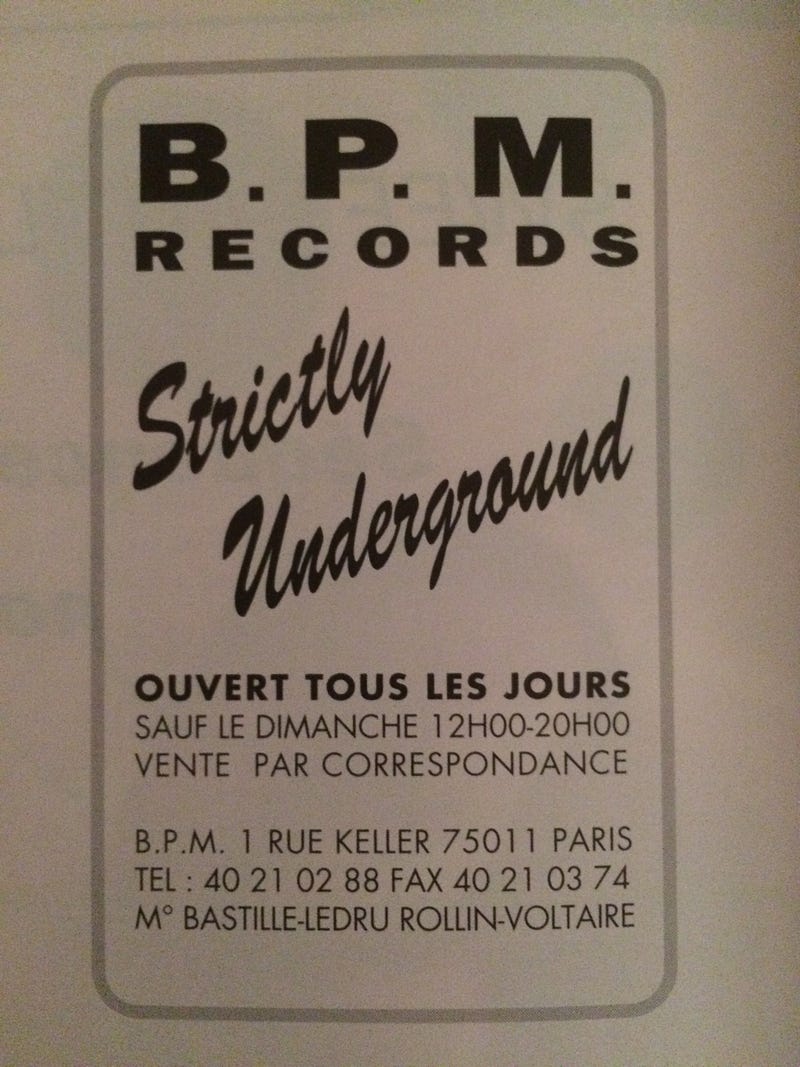 B. P. M.
RECORDS
Strictly
Underground
OUVERT TOUS LES JOURS
SAUF LE DIMANCHE 12H00-20H00
VENTE PAR CORRESPONDANCE
B.P.M. 1 RUE KELLER 75011 PARIS
TEL : 40 21 02 88 FAX 40 21 03 74
M° BASTILLE-LEDRU ROLLIN-VOLTAIRE